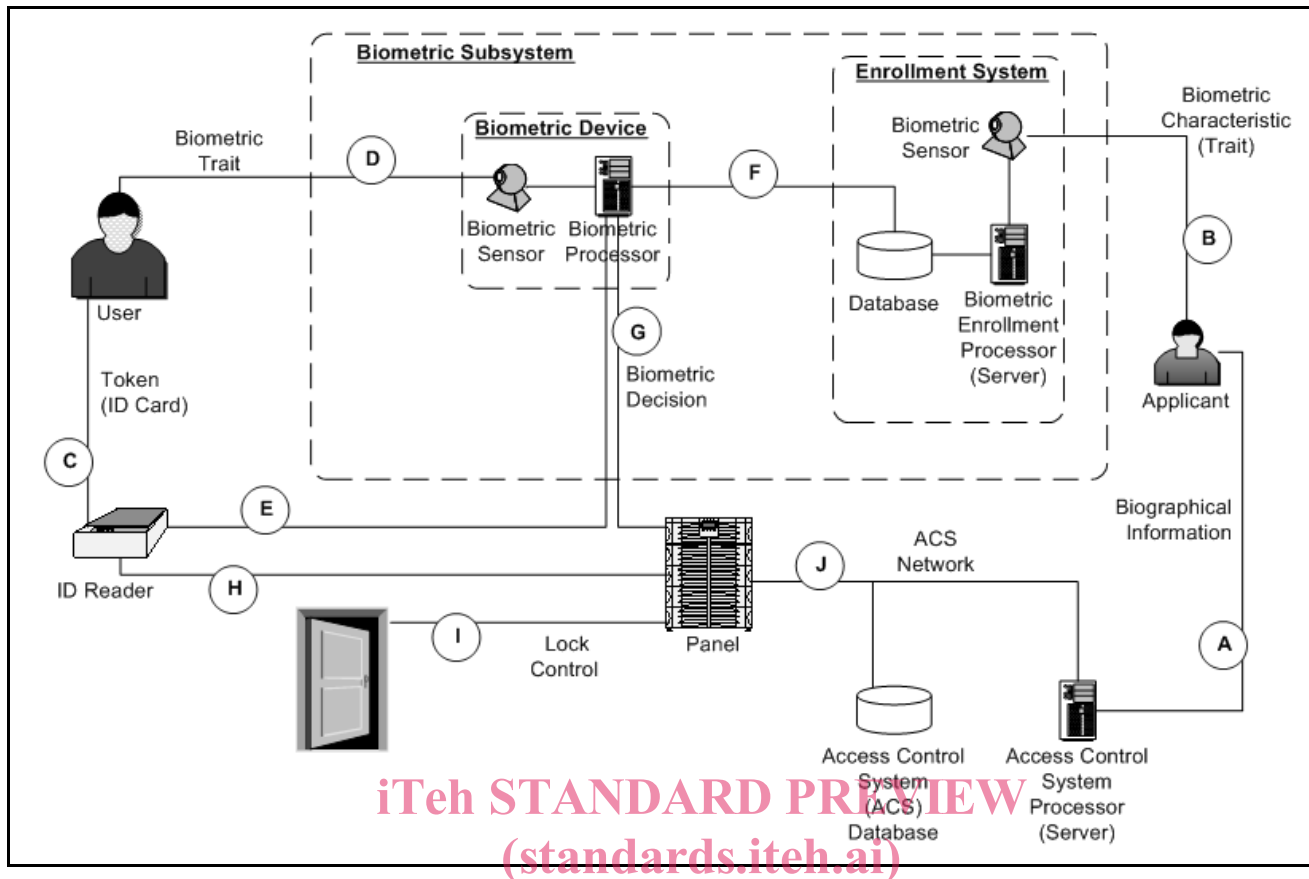 Biometric Subsystem
Enrollment System
Biometric
Characteristic
(Trait)
Biometric
Sensor
Biometric Device
Biometric
Trait
D
F
B
Biometric
Sensor
Biometric
Processor
Database
Biometric
Enrollment
Processor
(Server)
User
G
Biometric
Decision
Applicant
Token
(ID Card)
C
E
Biographical
Information
ID Reader
H
ACS
Network
J
I
Lock
Control
Panel
A
Access Control
System
(ACS)
Database
Access Control
System
Processor
(Server)
iTeh STANDARD PREVIEW
(standards.iteh.ai)